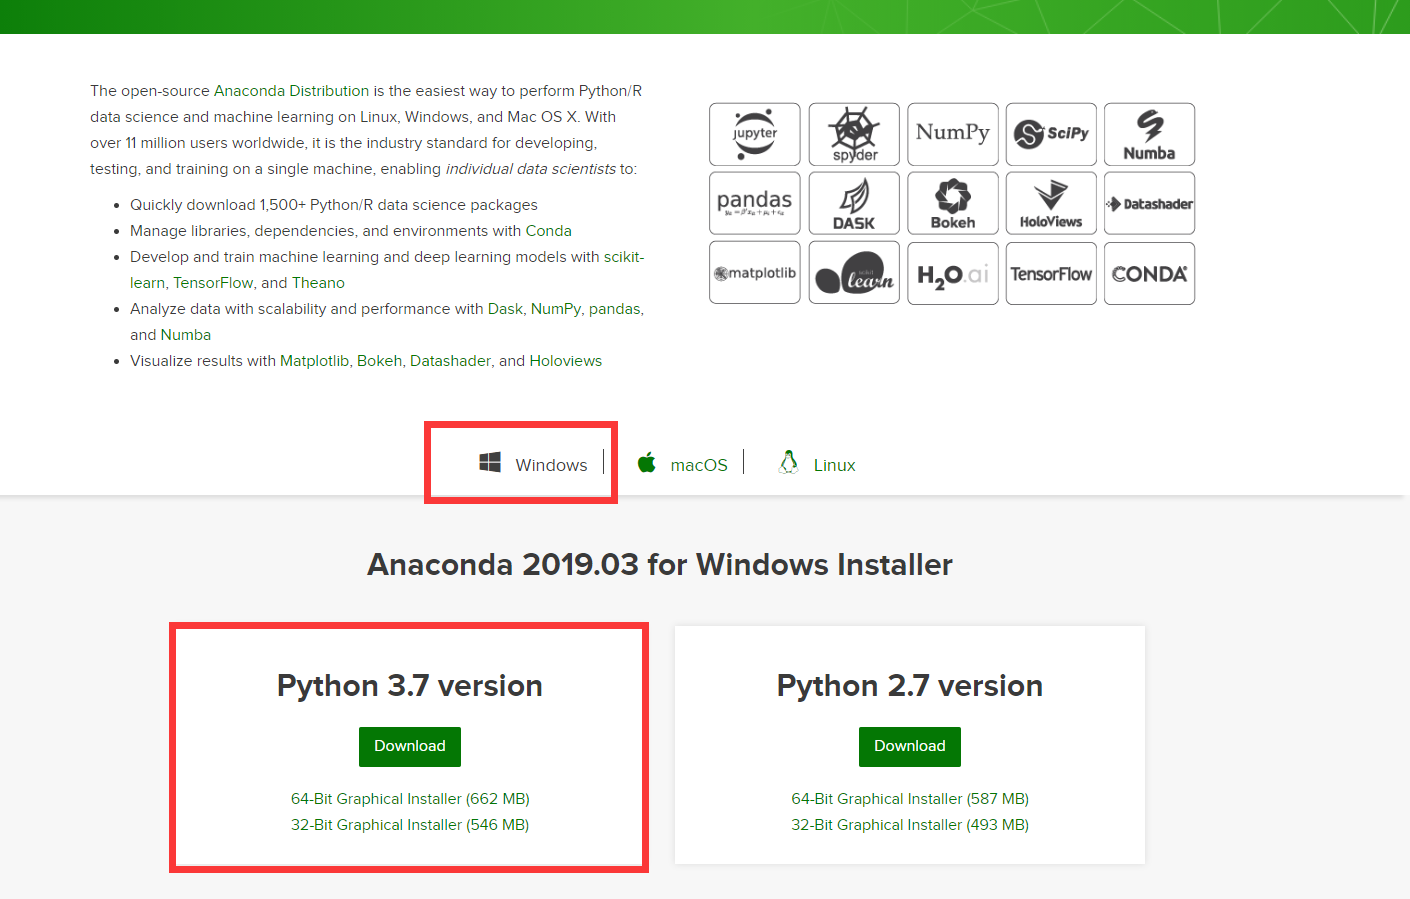 The open-source Anaconda Distribution is the easiest way to perform Python/R
data science and machine learning on Linux, Windows, and Mac OS X. With
over 11 million users worldwide, it is the industry standard for developing,
testing, and training on a single machine, enabling individual data scientists to:
Quickly download 1,500+ Python/R data science packages
Manage libraries, dependencies, and environments with Conda
Develop and train machine learning and deep learning models with scikit-
learn, TensorFlow, and Theano
Analyze data with scalability and performance with Dask, NumPy, pandas,
and Numba
Visualize results with Matplotlib, Bokeh, Datashader, and Holoviews
jupyter
spyder
NumPy
SciPy
Numba
pandas
DASK
Bokeh
HoloViews
Datashader
matplotlib
scikit
learn
H2O.ai
TensorFlow
CONDA
Windows
macOS
Linux
Anaconda 2019.03 for Windows Installer
Python 3.7 version
Download
64-Bit Graphical Installer (662 MB)
32-Bit Graphical Installer (546 MB)
Python 2.7 version
Download
64-Bit Graphical Installer (587 MB)
32-Bit Graphical Installer (493 MB)